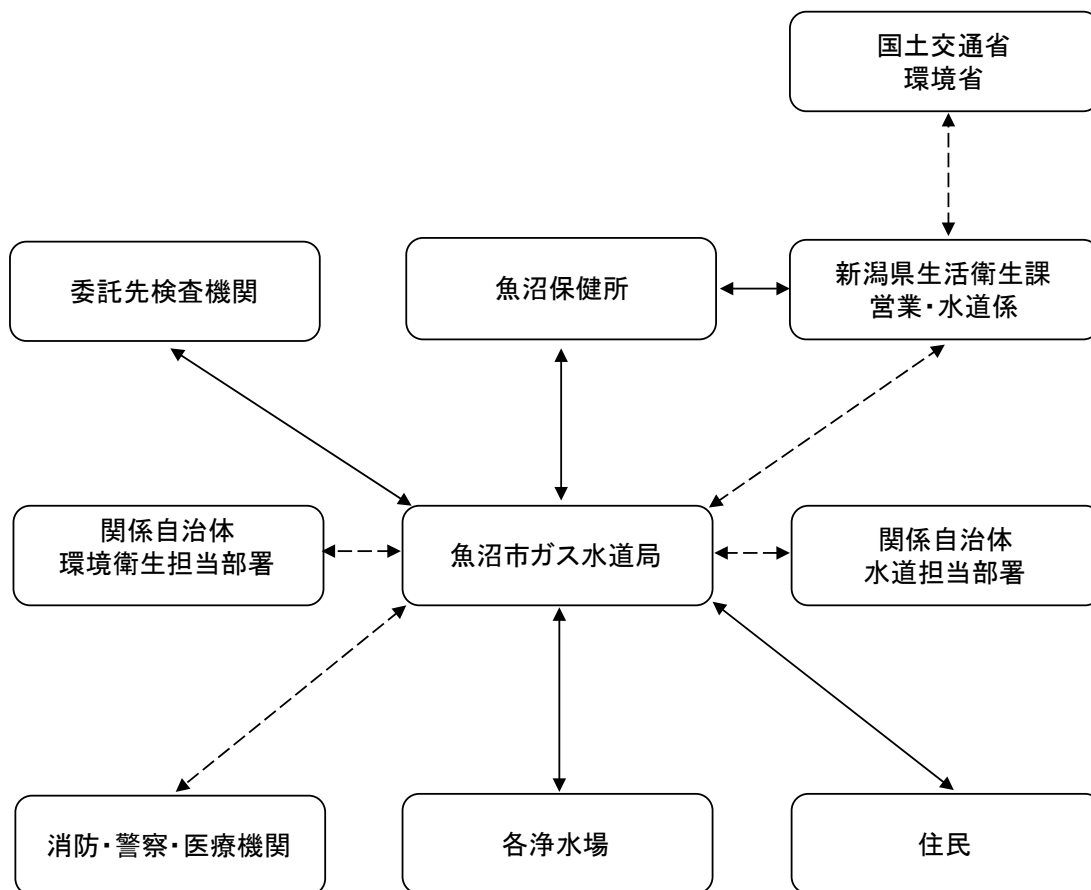 国土交通省
環境省
委託先検査機関
魚沼保健所
新潟県生活衛生課
営業・水道係
関係自治体
環境衛生担当部署
魚沼市ガス水道局
関係自治体
水道担当部署
消防・警察・医療機関
各浄水場
住民